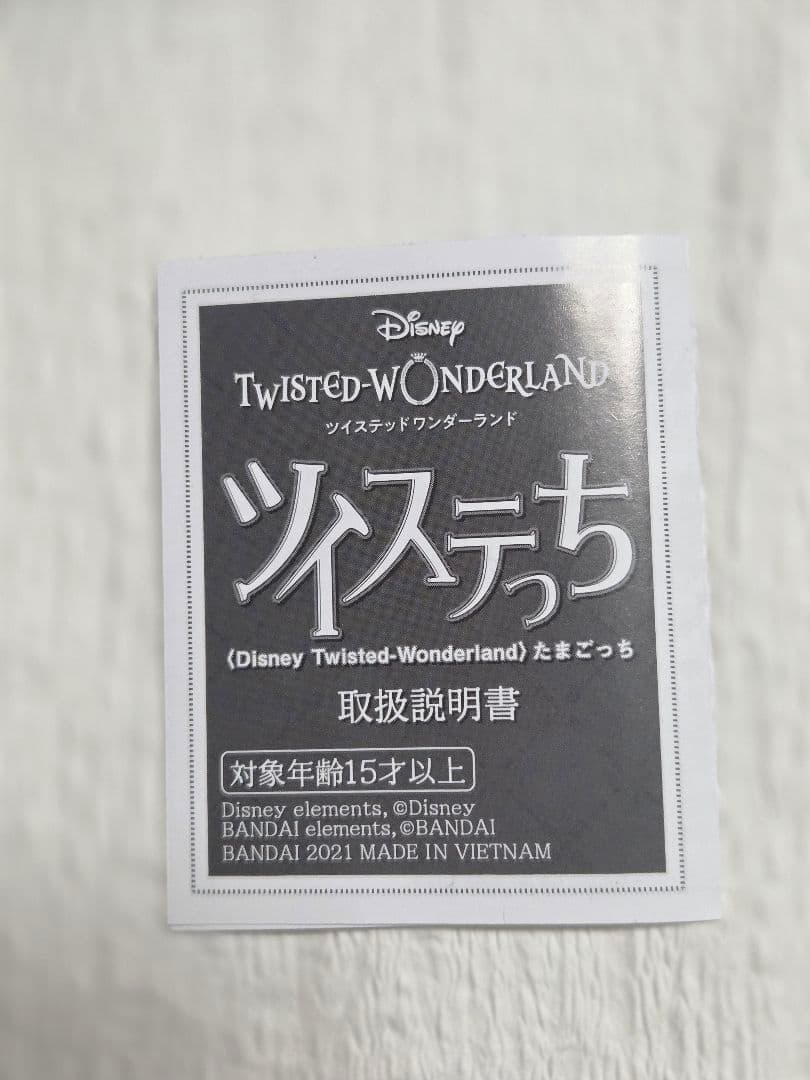 Disney
TWISTED-WONDERLAND
ツイステッドワンダーランド
ツイステっち
〈Disney Twisted-Wonderland〉たまごっち
取扱説明書
対象年齢15才以上
Disney elements, ©Disney
BANDAI elements, ©BANDAI
BANDAI 2021 MADE IN VIETNAM